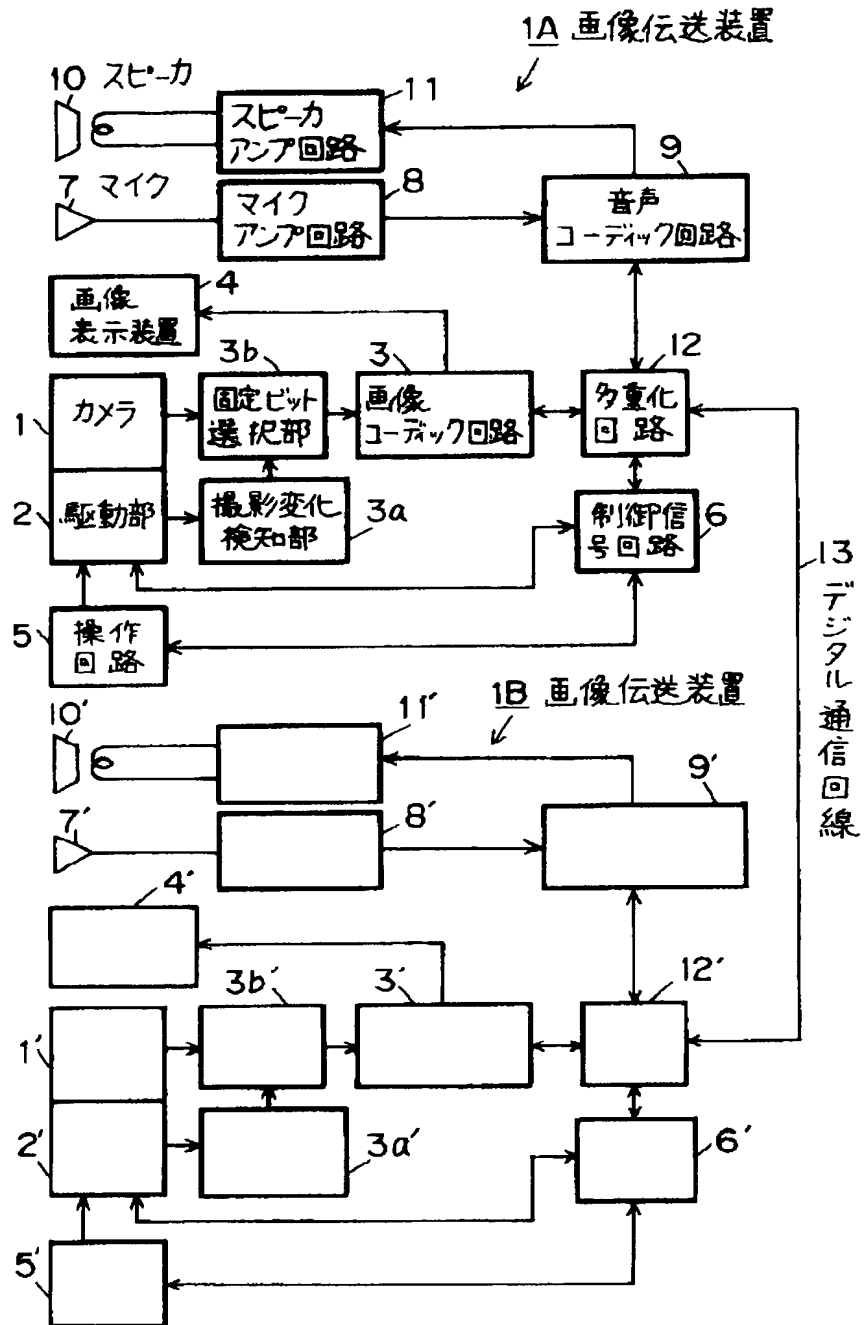 1A 画像伝送装置
10 スピーカ
11
スピーカ
アンプ回路
9
7 マイク
8
マイク
アンプ回路
音声
コーディック回路
4
画像
表示装置
3b
3
12
1
カメラ
固定ビット
選択部
画像
コーディック回路
多重化
回路
2
駆動部
撮影変化
検知部
3a
制御信
号回路
6
13 デジタル通信回線
5
操作
回路
1B 画像伝送装置
10'
11'
9'
7'
8'
4'
3b'
3'
12'
1'
2'
3a'
6'
5'